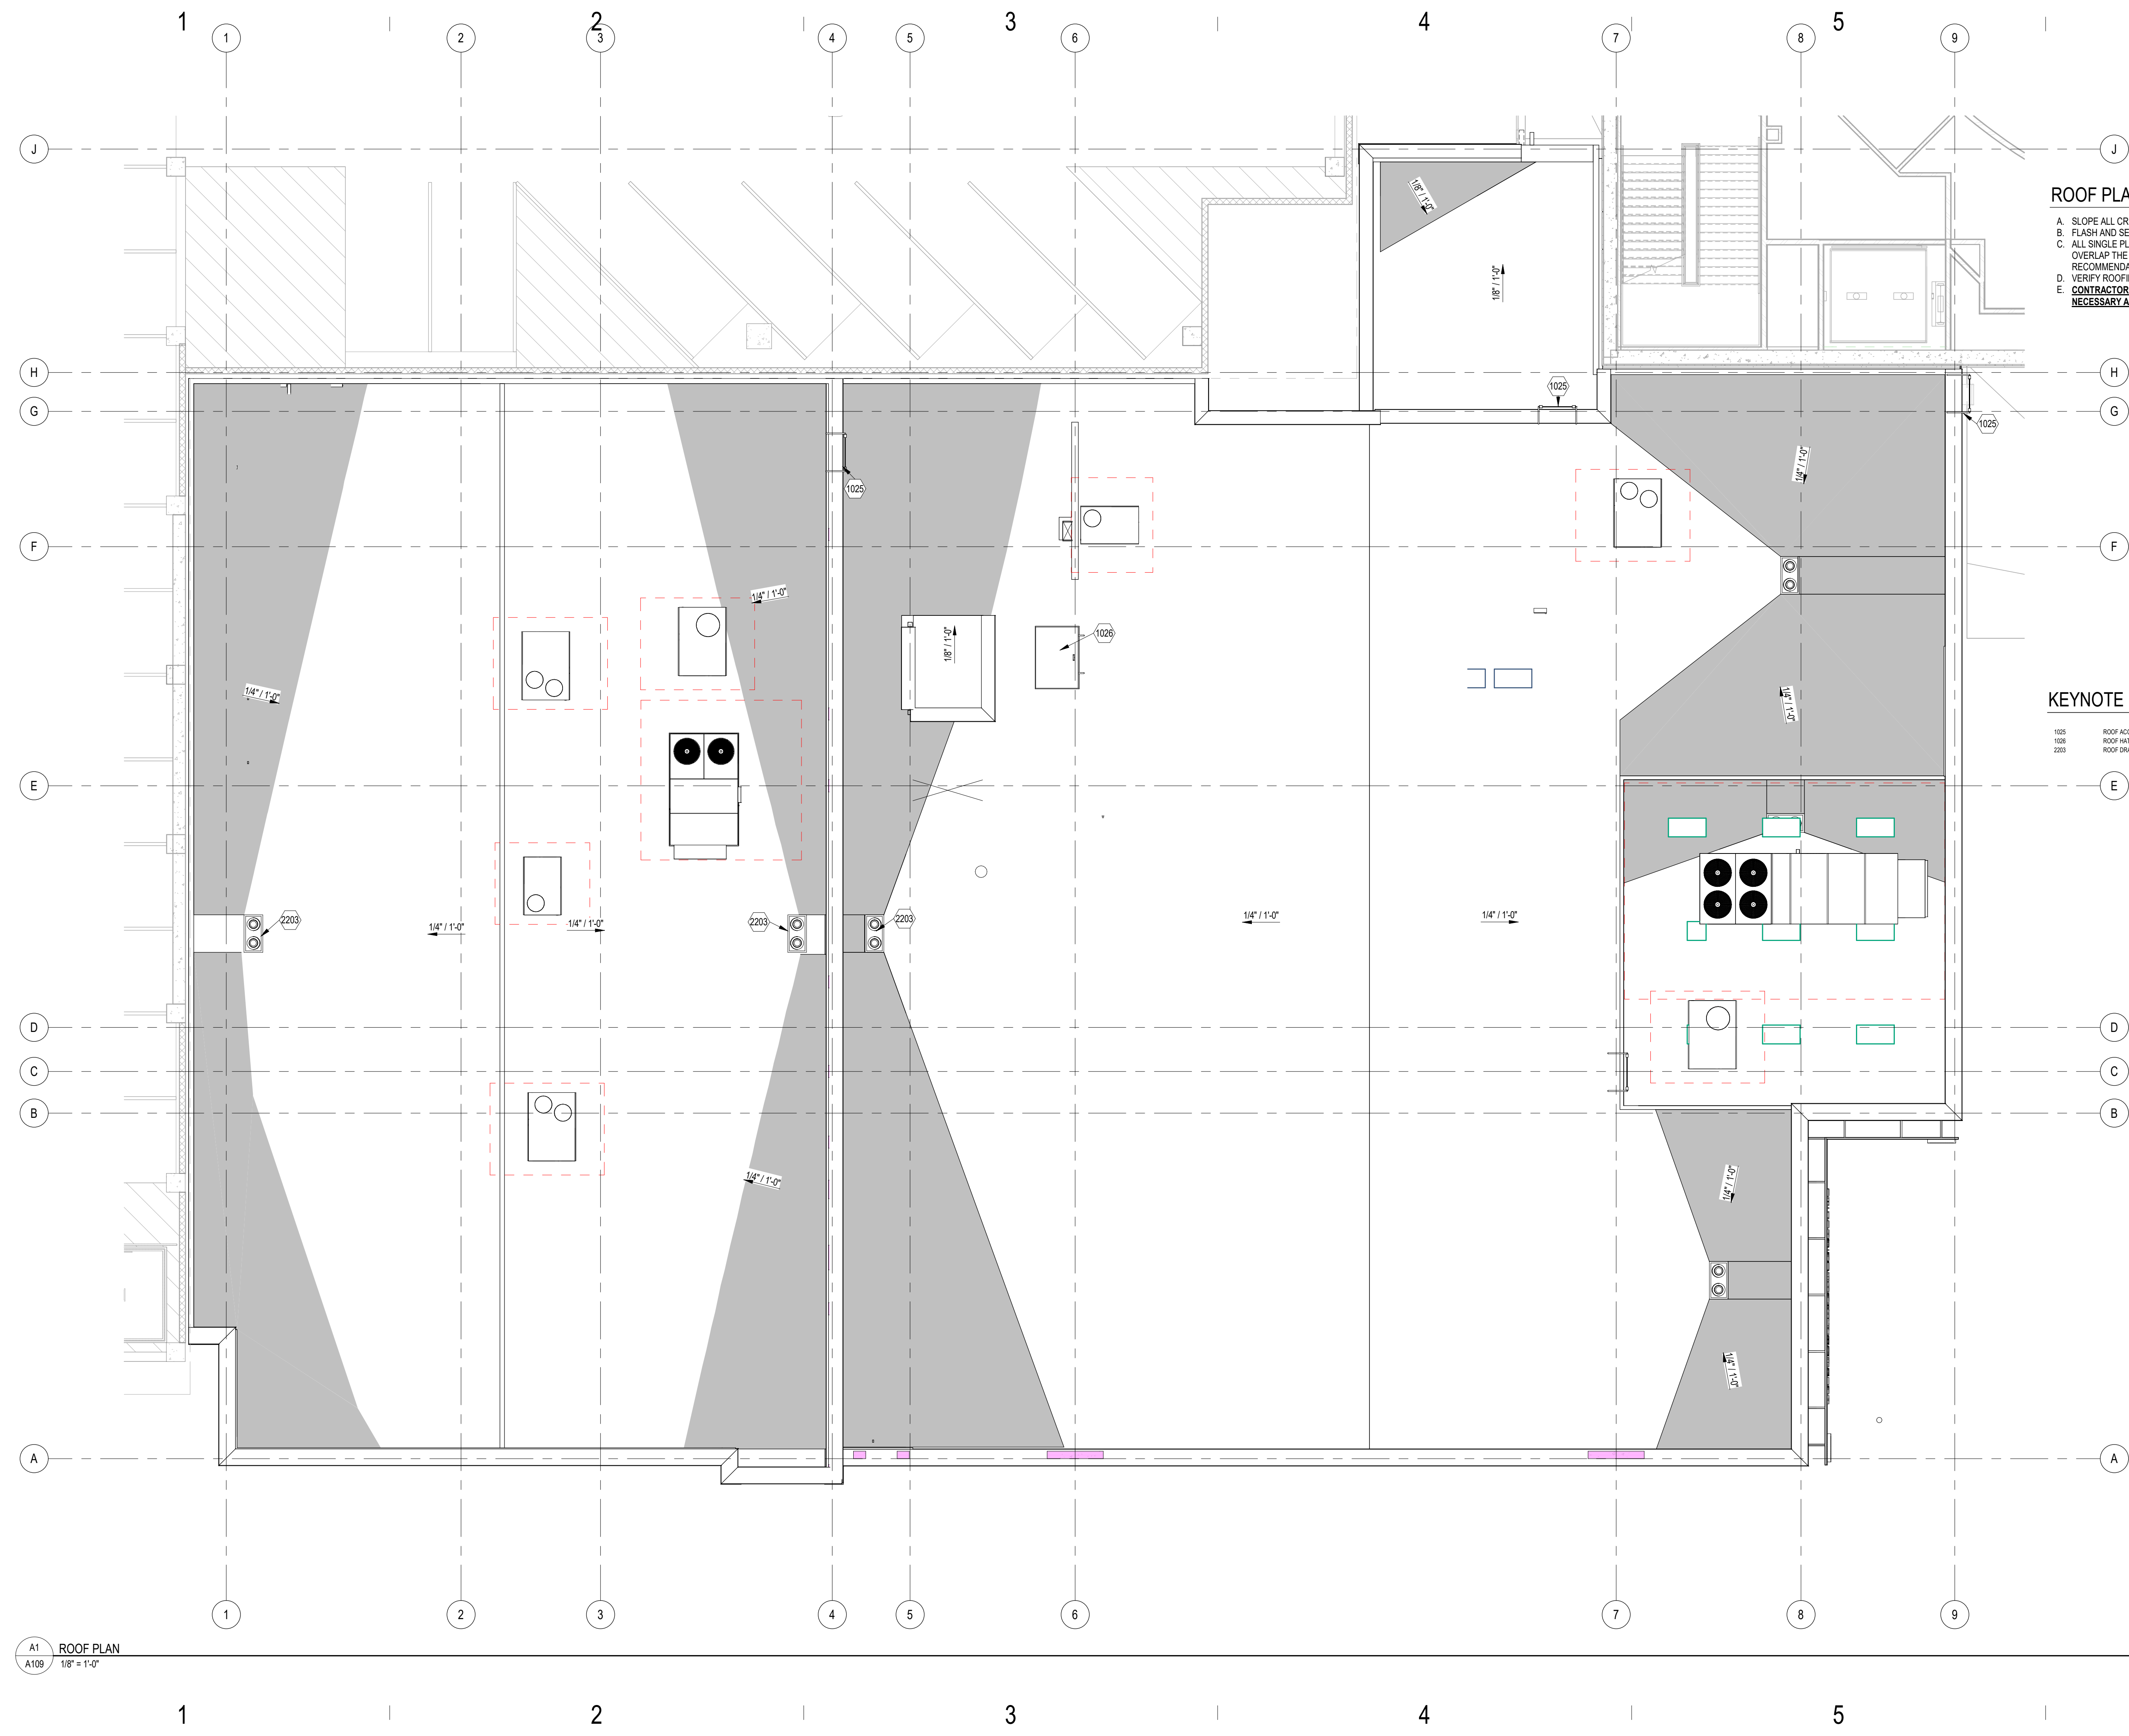 1 2 3 4 5
1 2 3 4 5 6 7 8 9
J J
ROOF PLA
A. SLOPE ALL CR
B. FLASH AND SE
C. ALL SINGLE PL
OVERLAP THE
RECOMMENDA
D. VERIFY ROOFI
E. CONTRACTOR
NECESSARY A
1/8" / 1'-0"
1/8" / 1'-0"
H H
1025
G G
1025
1/4" / 1'-0"
1025
F F
1/4" / 1'-0"
1/8" / 1'-0"
1026
1/4" / 1'-0"
1/4" / 1'-0"
KEYNOTE
1025 ROOF ACC
1026 ROOF HAT
2203 ROOF DRA
E E
2203
1/4" / 1'-0"
1/4" / 1'-0"
2203
2203
1/4" / 1'-0"
1/4" / 1'-0"
D D
C C
B B
1/4" / 1'-0"
1/4" / 1'-0"
1/4" / 1'-0"
A A
1 2 3 4 5 6 7 8 9
A1 ROOF PLAN
A109 1/8" = 1'-0"
1 2 3 4 5